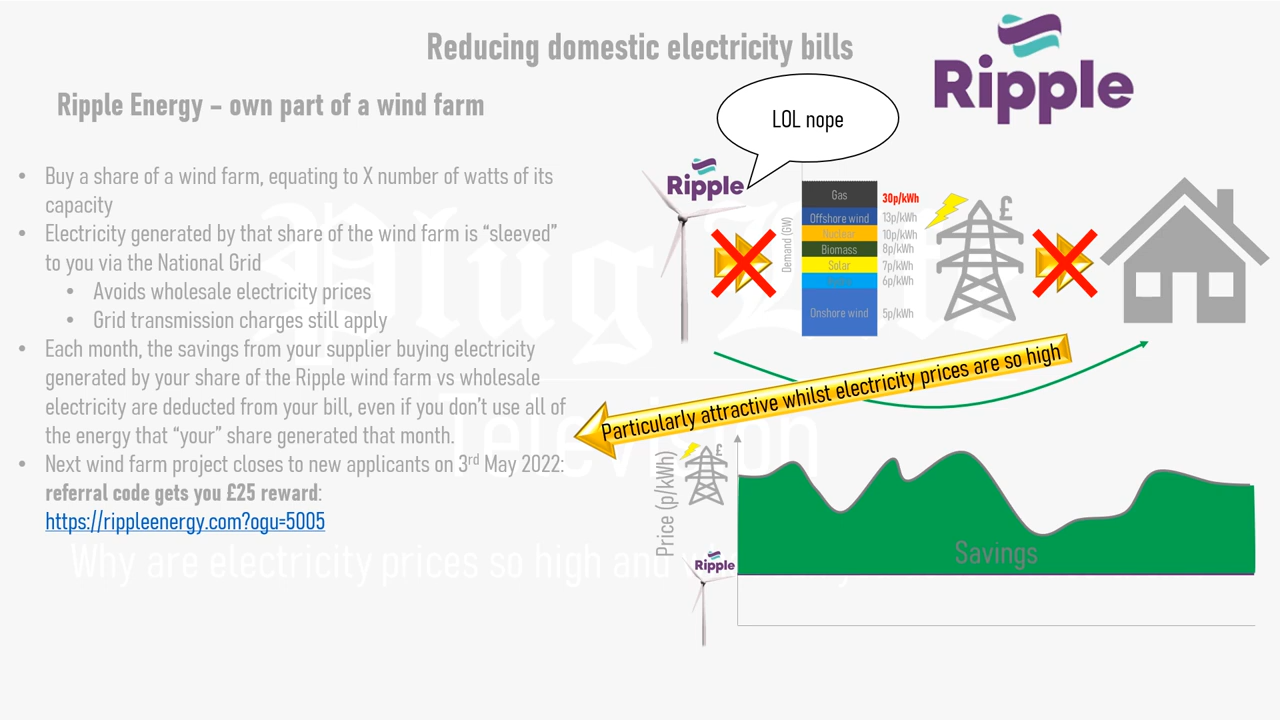 Reducing domestic electricity bills
Ripple
Ripple Energy – own part of a wind farm
LOL nope
• Buy a share of a wind farm, equating to X number of watts of its
capacity
• Electricity generated by that share of the wind farm is “sleeved”
to you via the National Grid
• Avoids wholesale electricity prices
• Grid transmission charges still apply
• Each month, the savings from your supplier buying electricity
generated by your share of the Ripple wind farm vs wholesale
electricity are deducted from your bill, even if you don’t use all of
the energy that “your” share generated that month.
• Next wind farm project closes to new applicants on 3rd May 2022:
referral code gets you £25 reward:
https://rippleenergy.com?ogu=5005
Ripple
Demand (GW)
Gas 30p/kWh
Offshore wind 13p/kWh
Nuclear 10p/kWh
Biomass 8p/kWh
Solar 7p/kWh
6p/kWh
Onshore wind 5p/kWh
£
Particularly attractive whilst electricity prices are so high
£
Price (p/kWh)
Savings
Ripple
Television
Why are electricity prices so high and